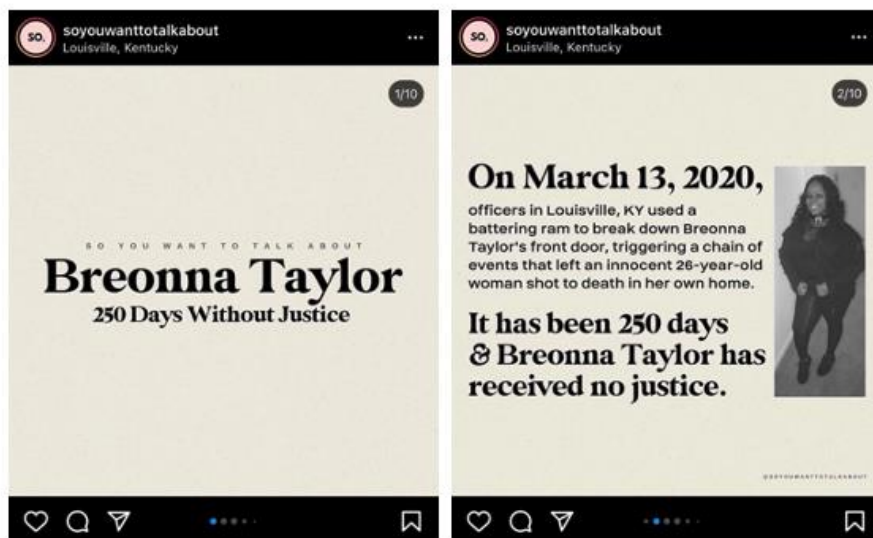 soyouwanttotalkabout
Louisville, Kentucky
1/10
SO YOU WANT TO TALK ABOUT
Breonna Taylor
250 Days Without Justice
soyouwanttotalkabout
Louisville, Kentucky
2/10
On March 13, 2020,
officers in Louisville, KY used a
battering ram to break down Breonna
Taylor's front door, triggering a chain of
events that left an innocent 26-year-old
woman shot to death in her own home.
It has been 250 days
& Breonna Taylor has
received no justice.
@SOYOUWANTTOTALKABOUT
SO.
SO.